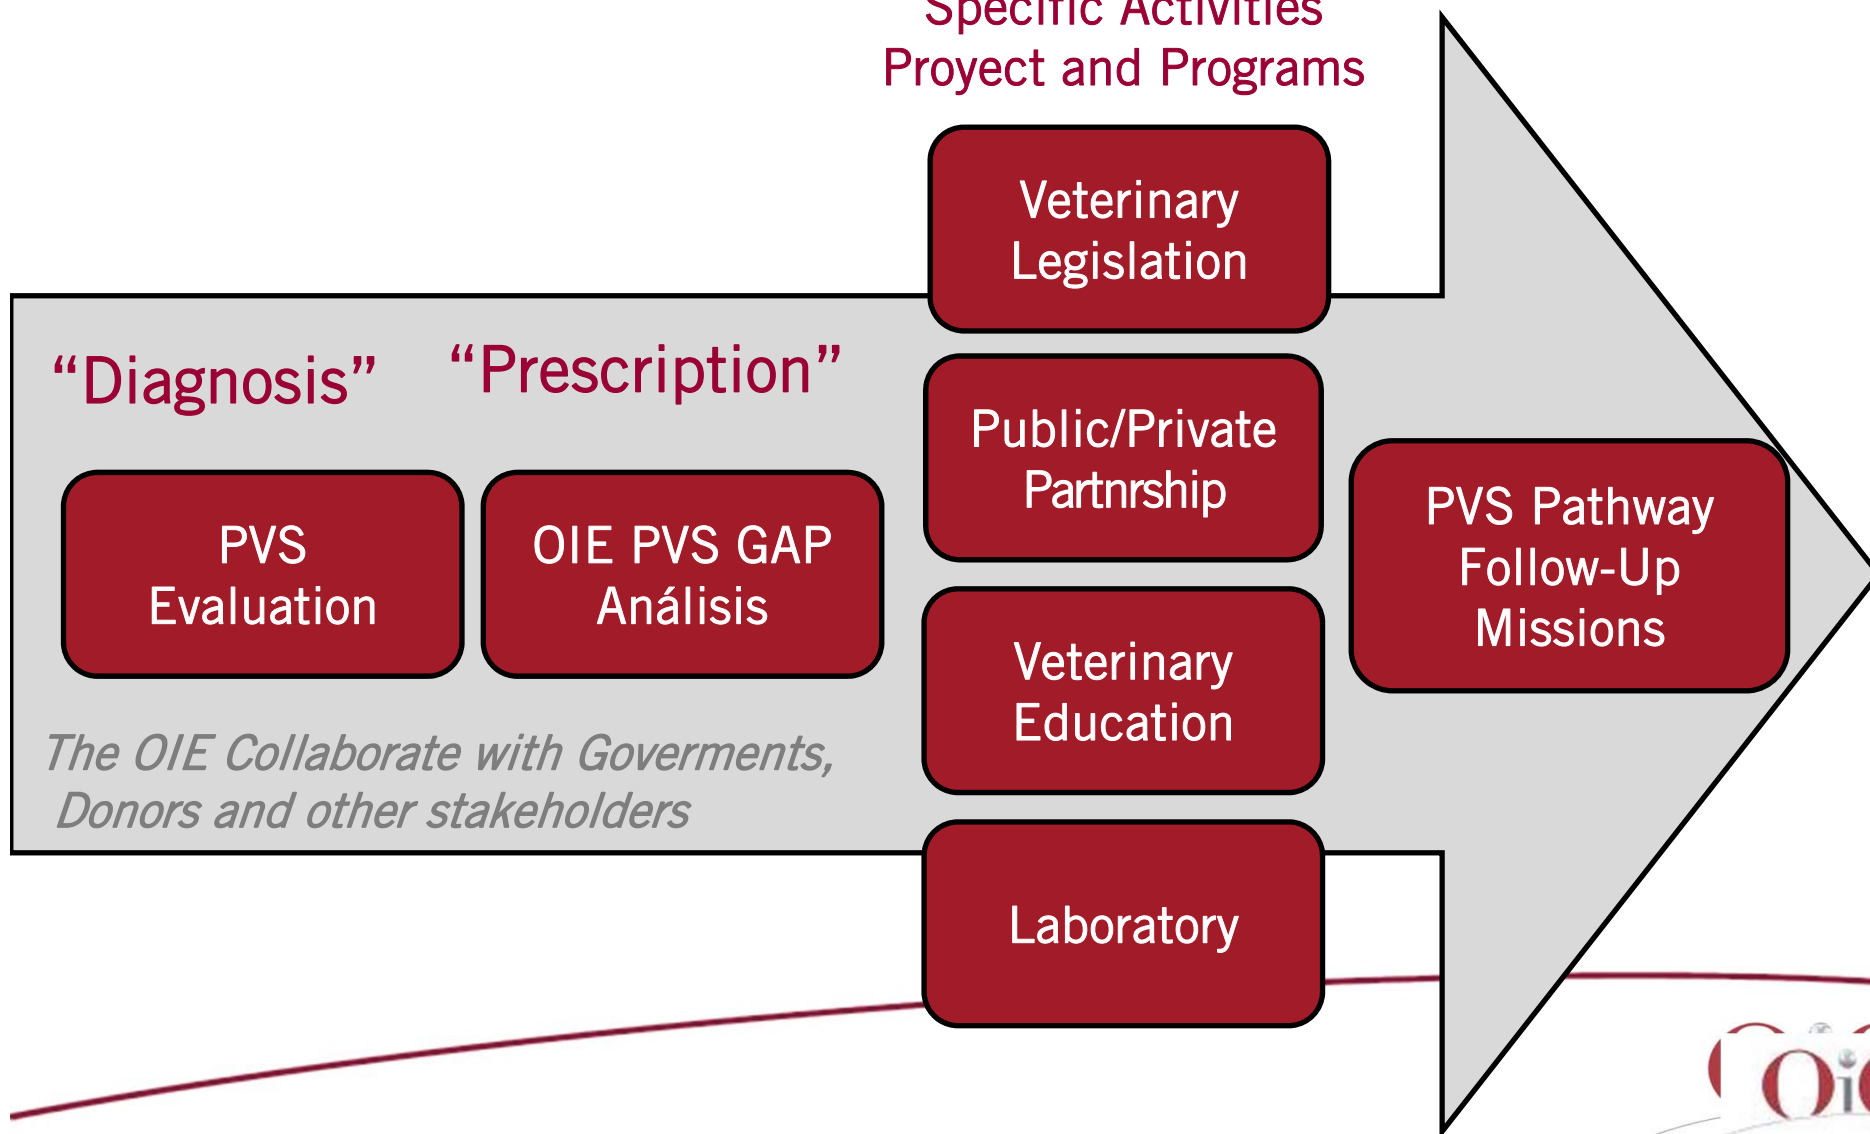 Specific Activities
Proyect and Programs
Veterinary
Legislation
“Diagnosis”
“Prescription”
Public/Private
Partnrship
PVS
Evaluation
OIE PVS GAP
Análisis
PVS Pathway
Follow-Up
Missions
Veterinary
Education
The OIE Collaborate with Goverments,
Donors and other stakeholders
Laboratory